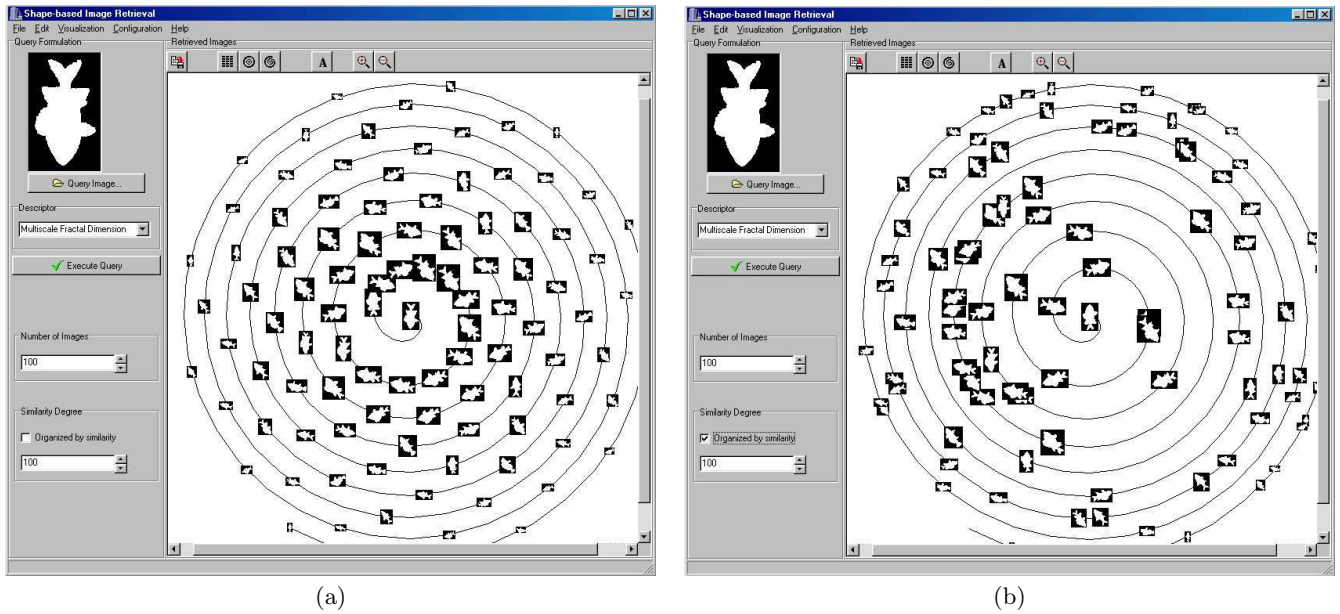 Shape-based Image Retrieval
File Edit Visualization Configuration Help
Query Formulation
Retrieved Images
A
Query Image...
Descriptor
Multiscale Fractal Dimension
Execute Query
Number of Images
100
Similarity Degree
Organized by similarity
100
(a)
Shape-based Image Retrieval
File Edit Visualization Configuration Help
Query Formulation
Retrieved Images
A
Query Image...
Descriptor
Multiscale Fractal Dimension
Execute Query
Number of Images
100
Similarity Degree
Organized by similarity
100
(b)